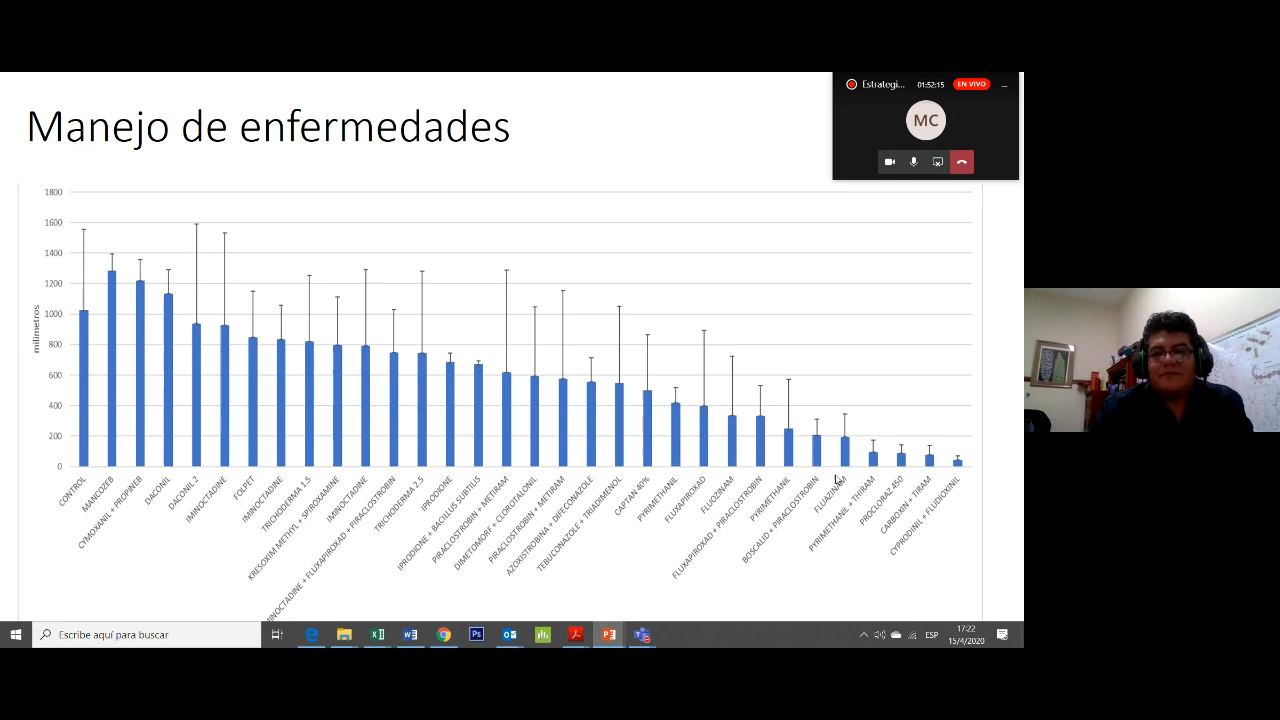 Manejo de enfermedades
Estrategi...
01:52:15
EN VIVO
MC
milímetros
1800
1600
1400
1200
1000
800
600
400
200
0
CONTROL
MANCOZEB
CYMOXANIL + PROPINEB
DACONIL
DACONIL 2
IMINOCTADINE
FOLPET
IMINOCTADINE
TRICHODERMA 1.5
KRESOXIM METHYL + SPIROXAMINE
IMINOCTADINE
MINOCTADINE + FLUXAPIROXAD + PIRACLOSTROBIN
TRICHODERMA 2.5
IPRODIONE
IPRODIONE + BACILLUS SUBTILIS
PIRACLOSTROBIN + METIRAM
DIMETOMORF + CLOROTALONIL
PIRACLOSTROBIN + METIRAM
AZOXISTROBINA + DIFECONAZOLE
TEBUCONAZOLE + TRIADIMENOL
CAPTAN 40%
PYRIMETHANIL
FLUXAPIROXAD
FLUOZINAM
FLUXAPIROXAD + PIRACLOSTROBIN
PYRIMETHANIL
BOSCALID + PIRACLOSTROBIN
FLUAZINAM
PYRIMETHANIL + THIRAM
PROCLORAZ 450
CARBOXIN + TIRAM
CYPRODINIL + FLUDIOXINIL
Escribe aquí para buscar
ESP
17:22
15/4/2020